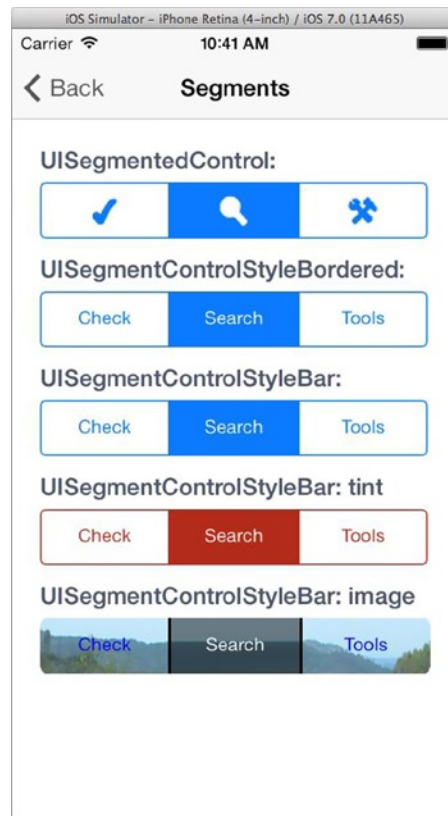 iOS Simulator – iPhone Retina (4-inch) / iOS 7.0 (11A465)
Carrier 10:41 AM
Back Segments
UISegmentedControl:
UISegmentControlStyleBordered:
Check Search Tools
UISegmentControlStyleBar:
Check Search Tools
UISegmentControlStyleBar: tint
Check Search Tools
UISegmentControlStyleBar: image
Check Search Tools